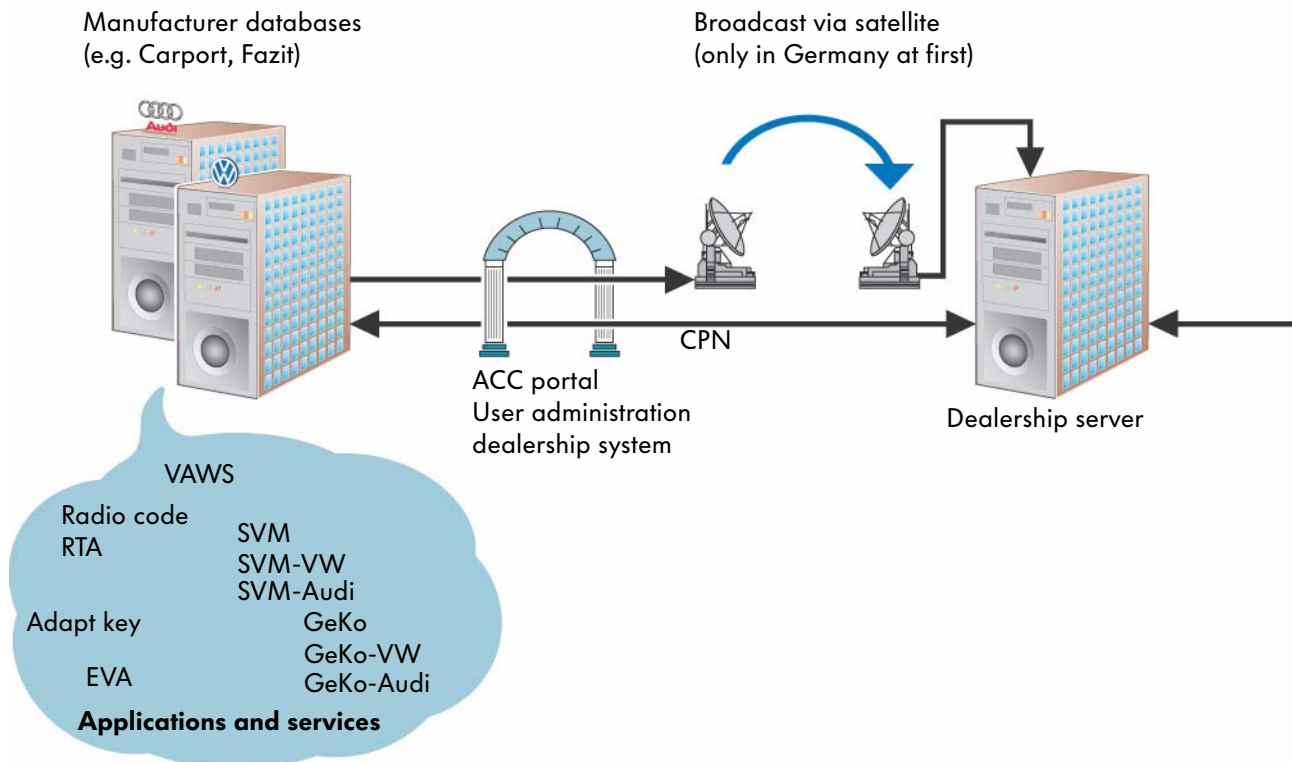 Manufacturer databases
(e.g. Carport, Fazit)
Broadcast via satellite
(only in Germany at first)
Audi
VW
CPN
ACC portal
User administration
dealership system
Dealership server
VAWS
Radio code
RTA
SVM
SVM-VW
SVM-Audi
Adapt key
GeKo
GeKo-VW
EVA
GeKo-Audi
Applications and services